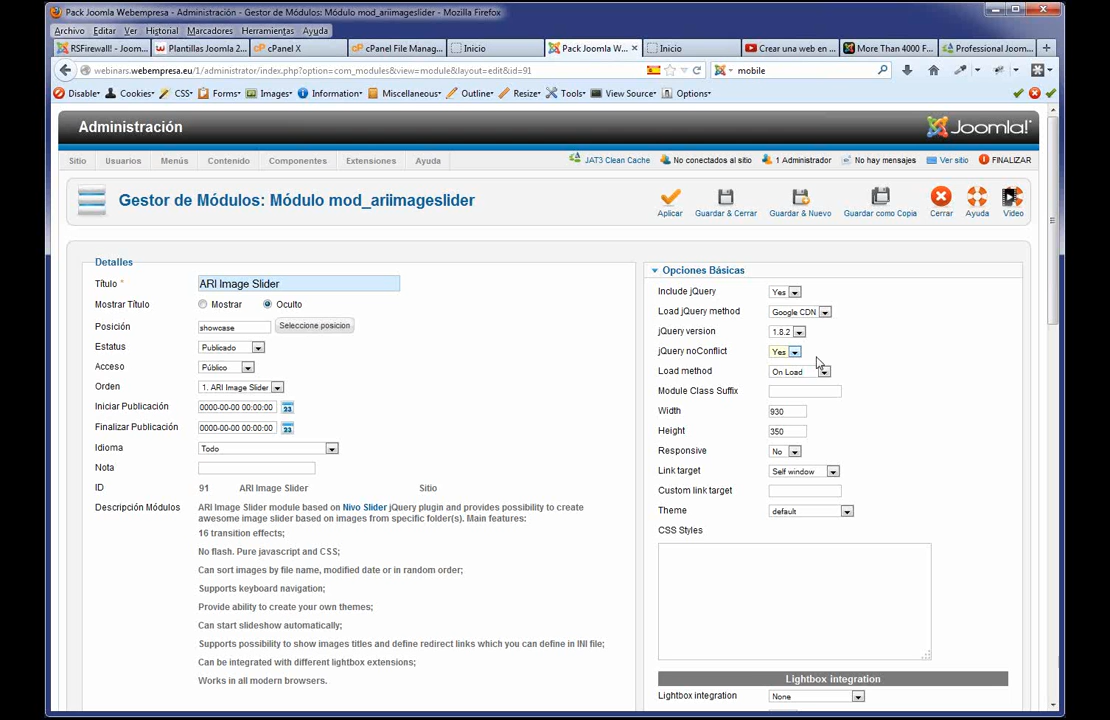 Pack Joomla Webempresa - Administración - Gestor de Módulos: Módulo mod_ariimageslider - Mozilla Firefox
Archivo Editar Ver Historial Marcadores Herramientas Ayuda
RSFirewall! - Joom... Plantillas Joomla 2... cPanel X cPanel File Manag... Inicio Pack Joomla W... Inicio Crear una web en ... More Than 4000 F... Professional Joom...
webinars.webempresa.eu/1/administrator/index.php?option=com_modules&view=module&layout=edit&id=91 mobile
Disable Cookies CSS Forms Images Information Miscellaneous Outline Resize Tools View Source Options
Administración Joomla!
Sitio Usuarios Menús Contenido Componentes Extensiones Ayuda JAT3 Clean Cache No conectados al sitio 1 Administrador No hay mensajes Ver sitio FINALIZAR
Gestor de Módulos: Módulo mod_ariimageslider
Aplicar Guardar & Cerrar Guardar & Nuevo Guardar como Copia Cerrar Ayuda Video
Detalles
Título * ARI Image Slider
Mostrar Título Mostrar Oculto
Posición showcase Seleccione posicion
Estatus Publicado
Acceso Público
Orden 1. ARI Image Slider
Iniciar Publicación 0000-00-00 00:00:00 23
Finalizar Publicación 0000-00-00 00:00:00 23
Idioma Todo
Nota
ID 91 ARI Image Slider Sitio
Descripción Módulos ARI Image Slider module based on Nivo Slider jQuery plugin and provides possibility to create
awesome image slider based on images from specific folder(s). Main features:
16 transition effects;
No flash. Pure javascript and CSS;
Can sort images by file name, modified date or in random order;
Supports keyboard navigation;
Provide ability to create your own themes;
Can start slideshow automatically;
Supports possibility to show images titles and define redirect links which you can define in INI file;
Can be integrated with different lightbox extensions;
Works in all modern browsers.
Opciones Básicas
Include jQuery Yes
Load jQuery method Google CDN
jQuery version 1.8.2
jQuery noConflict Yes
Load method On Load
Module Class Suffix
Width 930
Height 350
Responsive No
Link target Self window
Custom link target
Theme default
CSS Styles
Lightbox integration
Lightbox integration None